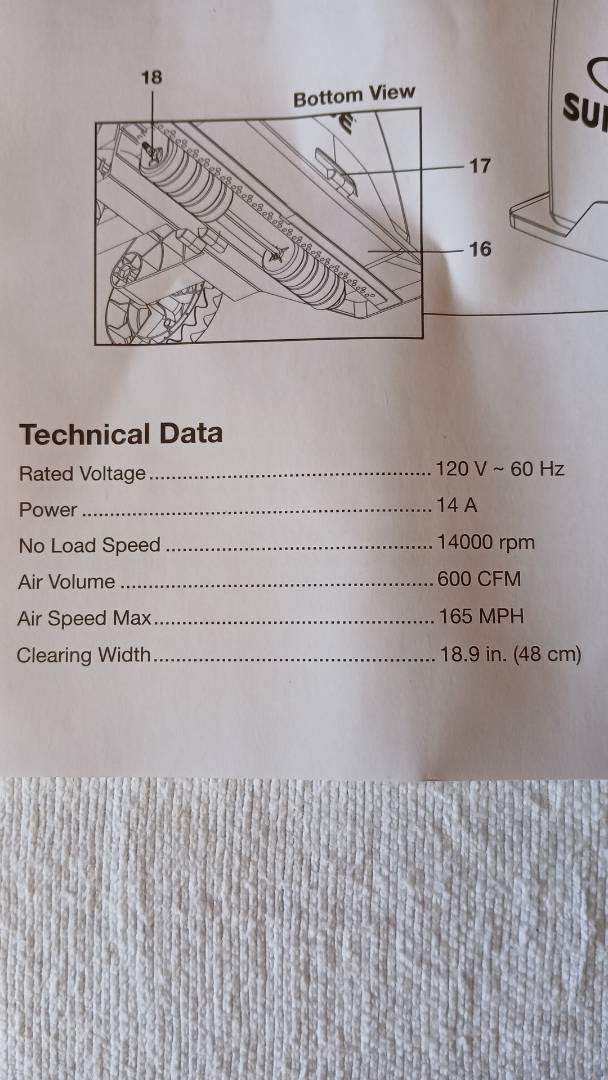 18
Bottom View
SU
17
16
Technical Data
Rated Voltage................................................. 120 V ~ 60 Hz
Power ..................................................... 14 A
No Load Speed ......................................... 14000 rpm
Air Volume ................................................ 600 CFM
Air Speed Max........................................... 165 MPH
Clearing Width........................................... 18.9 in. (48 cm)